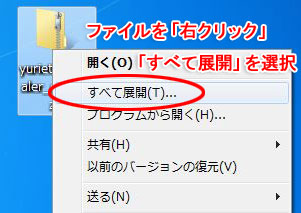 ファイルを「右クリック」
yuriet
aler_
開く(O)
「すべて展開」を選択
すべて展開(T)...
プログラムから開く(H)...
共有(H)
以前のバージョンの復元(V)
送る(N)